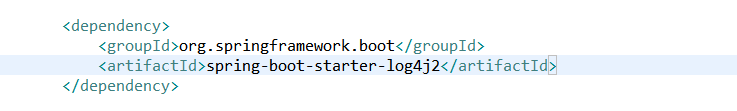 <dependency>
<groupId>org.springframework.boot</groupId>
<artifactId>spring-boot-starter-log4j2</artifactId>
</dependency>